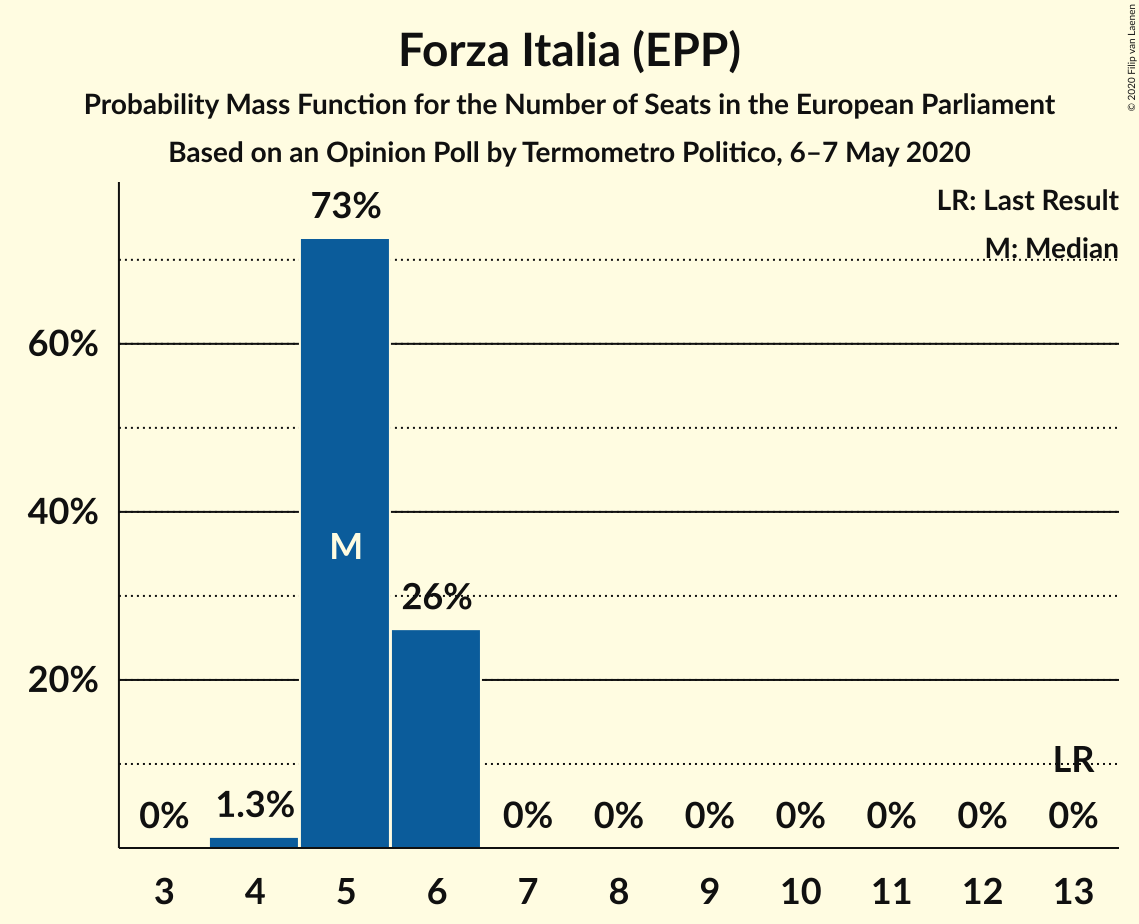 Forza Italia (EPP)
Probability Mass Function for the Number of Seats in the European Parliament
Based on an Opinion Poll by Termometro Politico, 6–7 May 2020
© 2020 Filip van Laenen
LR: Last Result
M: Median
73%
60%
40%
M
26%
20%
LR
0% 1.3% 0% 0% 0% 0% 0% 0% 0%
3 4 5 6 7 8 9 10 11 12 13